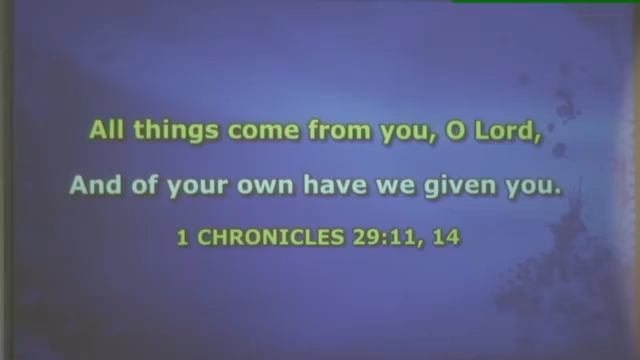 All things come from you, O Lord,
And of your own have we given you.
1 CHRONICLES 29:11, 14